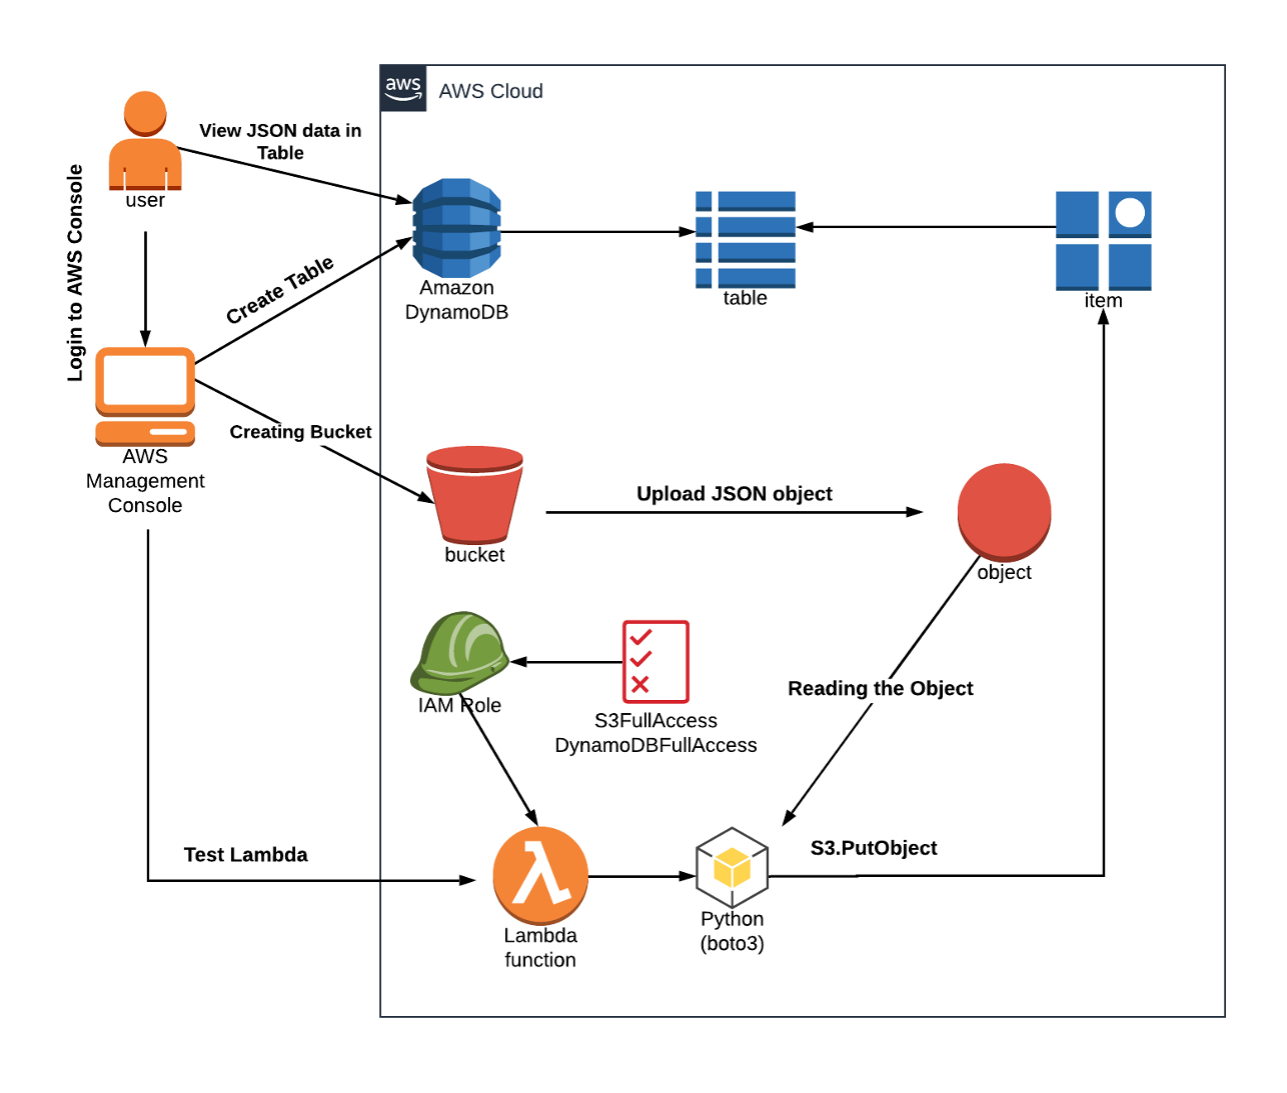 aws
AWS Cloud
View JSON data in
Table
user
Login to AWS Console
Create Table
Amazon
DynamoDB
table
item
Creating Bucket
AWS
Management
Console
bucket
Upload JSON object
object
IAM Role
S3FullAccess
DynamoDBFullAccess
Reading the Object
Test Lambda
S3.PutObject
Lambda
function
Python
(boto3)